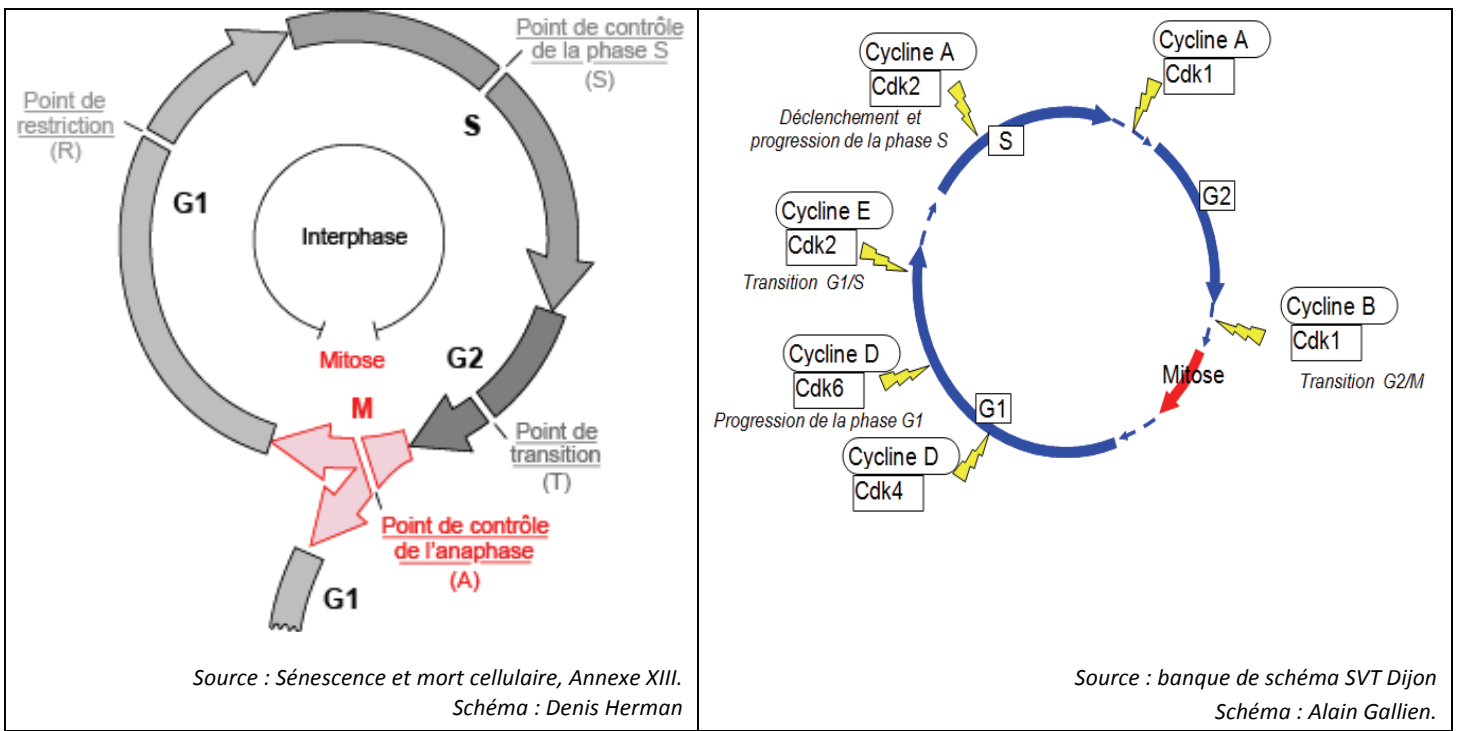 Point de contrôle
de la phase S
(S)
Point de
restriction
(R)
S
G1
Interphase
Mitose
G2
M
Point de
transition
(T)
Point de contrôle
de l'anaphase
(A)
G1
Source : Sénescence et mort cellulaire, Annexe XIII.
Schéma : Denis Herman
Cycline A
Cdk1
Cycline A
Cdk2
Déclenchement et
progression de la phase S
S
G2
Cycline E
Cdk2
Transition G1/S
Cycline B
Cdk1
Transition G2/M
Mitose
Cycline D
Cdk6
Progression de la phase G1
G1
Cycline D
Cdk4
Source : banque de schéma SVT Dijon
Schéma : Alain Gallien.